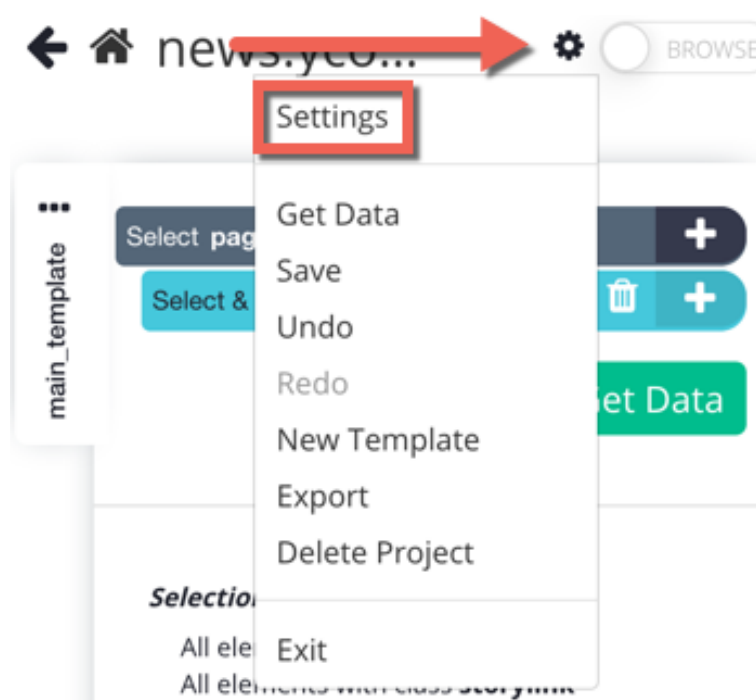 news.yco...
BROWSE
Settings
Get Data
Save
Undo
Redo
New Template
Export
Delete Project
Exit
main_template
Select pag
Select &
Get Data
Selectio
All ele
All elements with class storylink